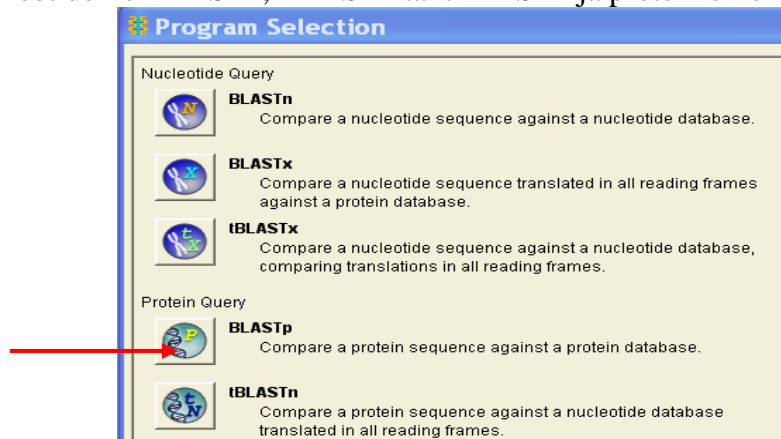 Program Selection
Nucleotide Query
N
BLASTn
Compare a nucleotide sequence against a nucleotide database.
X
BLASTx
Compare a nucleotide sequence translated in all reading frames
against a protein database.
tX
tBLASTx
Compare a nucleotide sequence against a nucleotide database,
comparing translations in all reading frames.
Protein Query
P
BLASTp
Compare a protein sequence against a protein database.
tN
tBLASTn
Compare a protein sequence against a nucleotide database
translated in all reading frames.